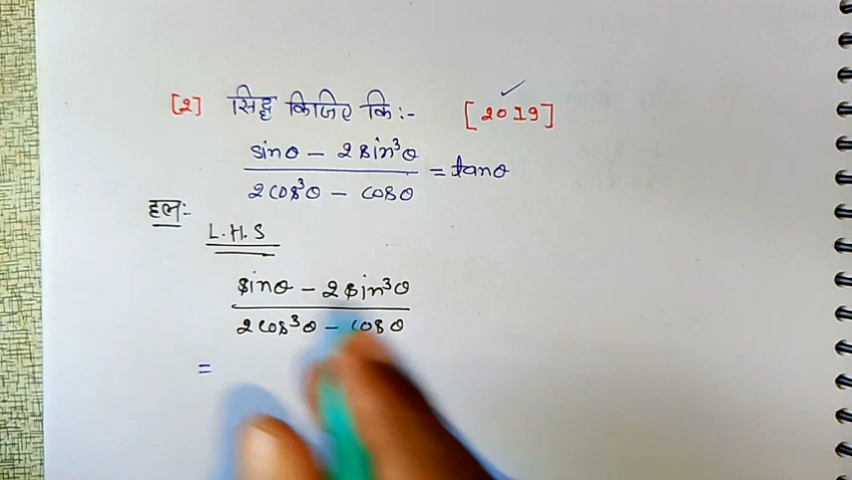 [2] सिद्ध किजिए कि :- [2019]
sinθ - 2sin³θ / 2cos³θ - cosθ = tanθ
हल:-
L.H.S
sinθ - 2sin³θ / 2cos³θ - cosθ
=